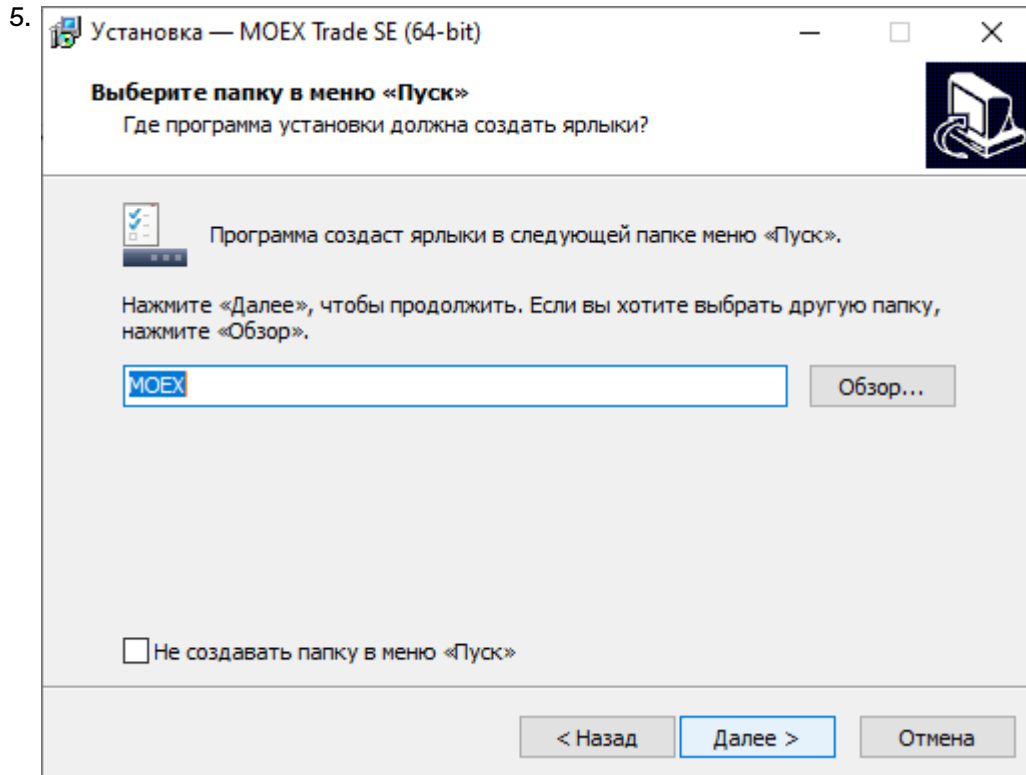 5.
Установка — MOEX Trade SE (64-bit)
Выберите папку в меню «Пуск»
Где программа установки должна создать ярлыки?
Программа создаст ярлыки в следующей папке меню «Пуск».
Нажмите «Далее», чтобы продолжить. Если вы хотите выбрать другую папку,
нажмите «Обзор».
MOEX
Обзор...
Не создавать папку в меню «Пуск»
< Назад
Далее >
Отмена